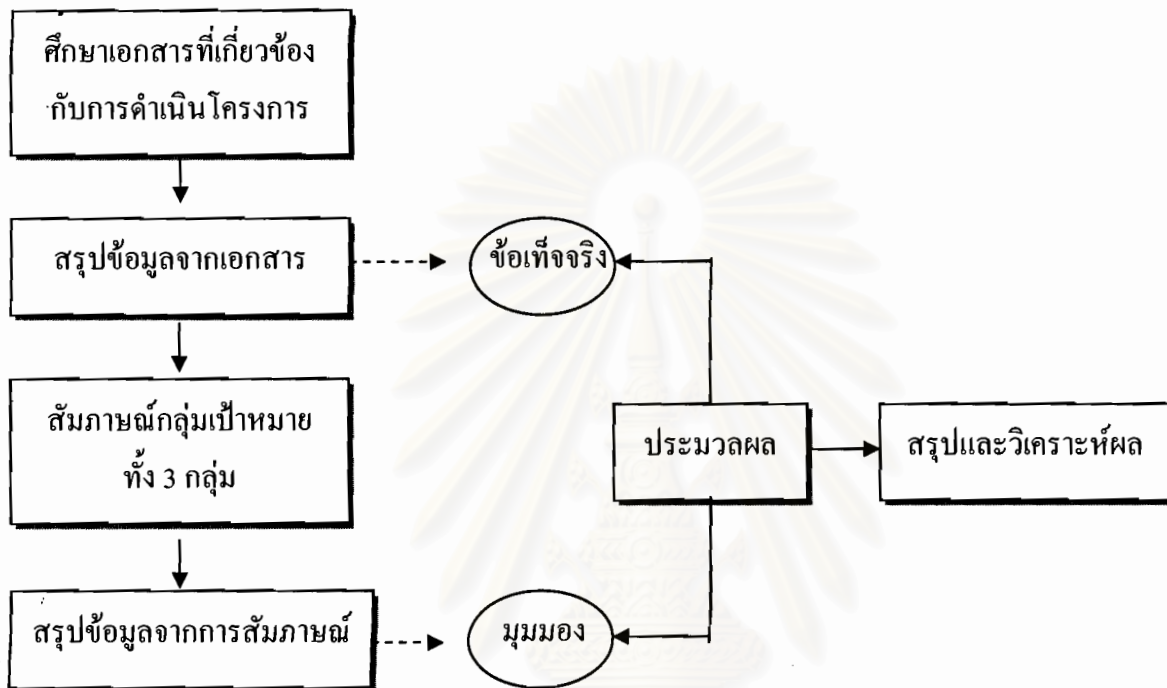 ศึกษาเอกสารที่เกี่ยวข้อง
กับการดำเนินโครงการ
สรุปข้อมูลจากเอกสาร
ข้อเท็จจริง
สัมภาษณ์กลุ่มเป้าหมาย
ทั้ง 3 กลุ่ม
ประมวลผล
สรุปและวิเคราะห์ผล
สรุปข้อมูลจากการสัมภาษณ์
มุมมอง